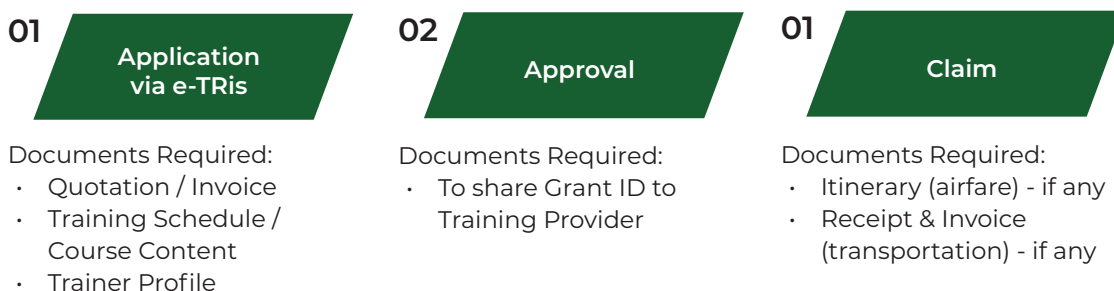 01
Application
via e-TRis
Documents Required:
• Quotation / Invoice
• Training Schedule /
Course Content
• Trainer Profile
02
Approval
Documents Required:
• To share Grant ID to
Training Provider
01
Claim
Documents Required:
• Itinerary (airfare) - if any
• Receipt & Invoice
(transportation) - if any